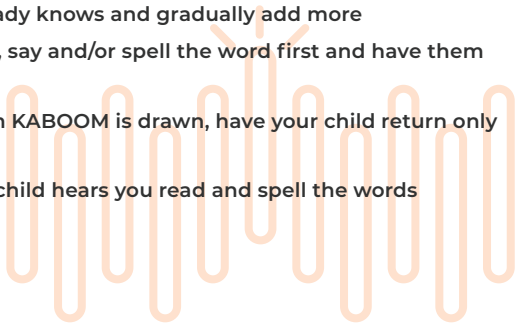 ady knows and gradually add more
, say and/or spell the word first and have them
n KABOOM is drawn, have your child return only
child hears you read and spell the words